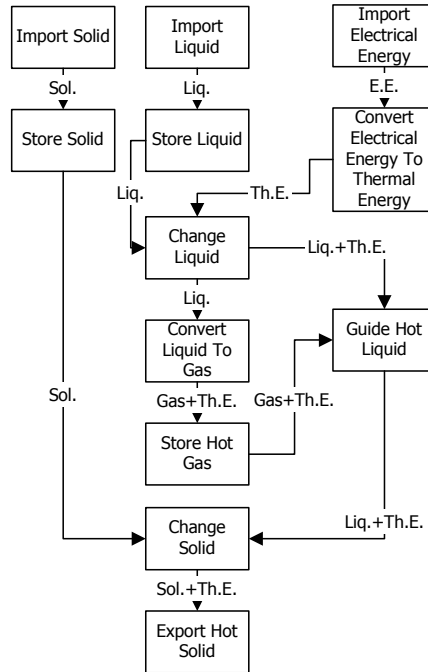 Import Solid
Import
Liquid
Import
Electrical
Energy
Sol.
Liq.
E.E.
Store Solid
Store Liquid
Convert
Electrical
Energy To
Thermal
Energy
Liq.
Th.E.
Change
Liquid
Liq.+Th.E.
Liq.
Convert
Liquid To
Gas
Guide Hot
Liquid
Sol.
Gas+Th.E.
Gas+Th.E.
Store Hot
Gas
Change
Solid
Liq.+Th.E.
Sol.+Th.E.
Export Hot
Solid